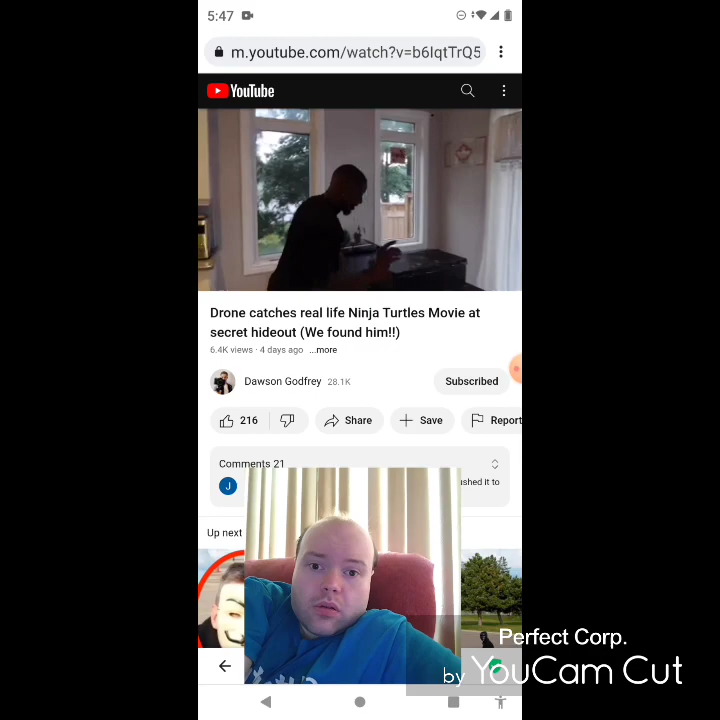 5:47
m.youtube.com/watch?v=b6IqtTrQ5
YouTube
Drone catches real life Ninja Turtles Movie at
secret hideout (We found him!!)
6.4K views · 4 days ago ...more
Dawson Godfrey 28.1K Subscribed
216 Share Save Report
Comments 21
J ushed it to
Up next
Perfect Corp.
by YouCam Cut